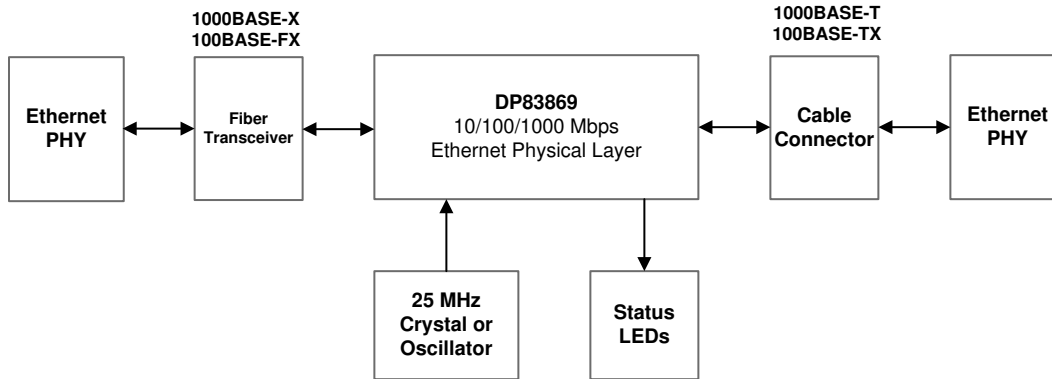 1000BASE-X
100BASE-FX
1000BASE-T
100BASE-TX
Ethernet
PHY
Fiber
Transceiver
DP83869
10/100/1000 Mbps
Ethernet Physical Layer
Cable
Connector
Ethernet
PHY
25 MHz
Crystal or
Oscillator
Status
LEDs